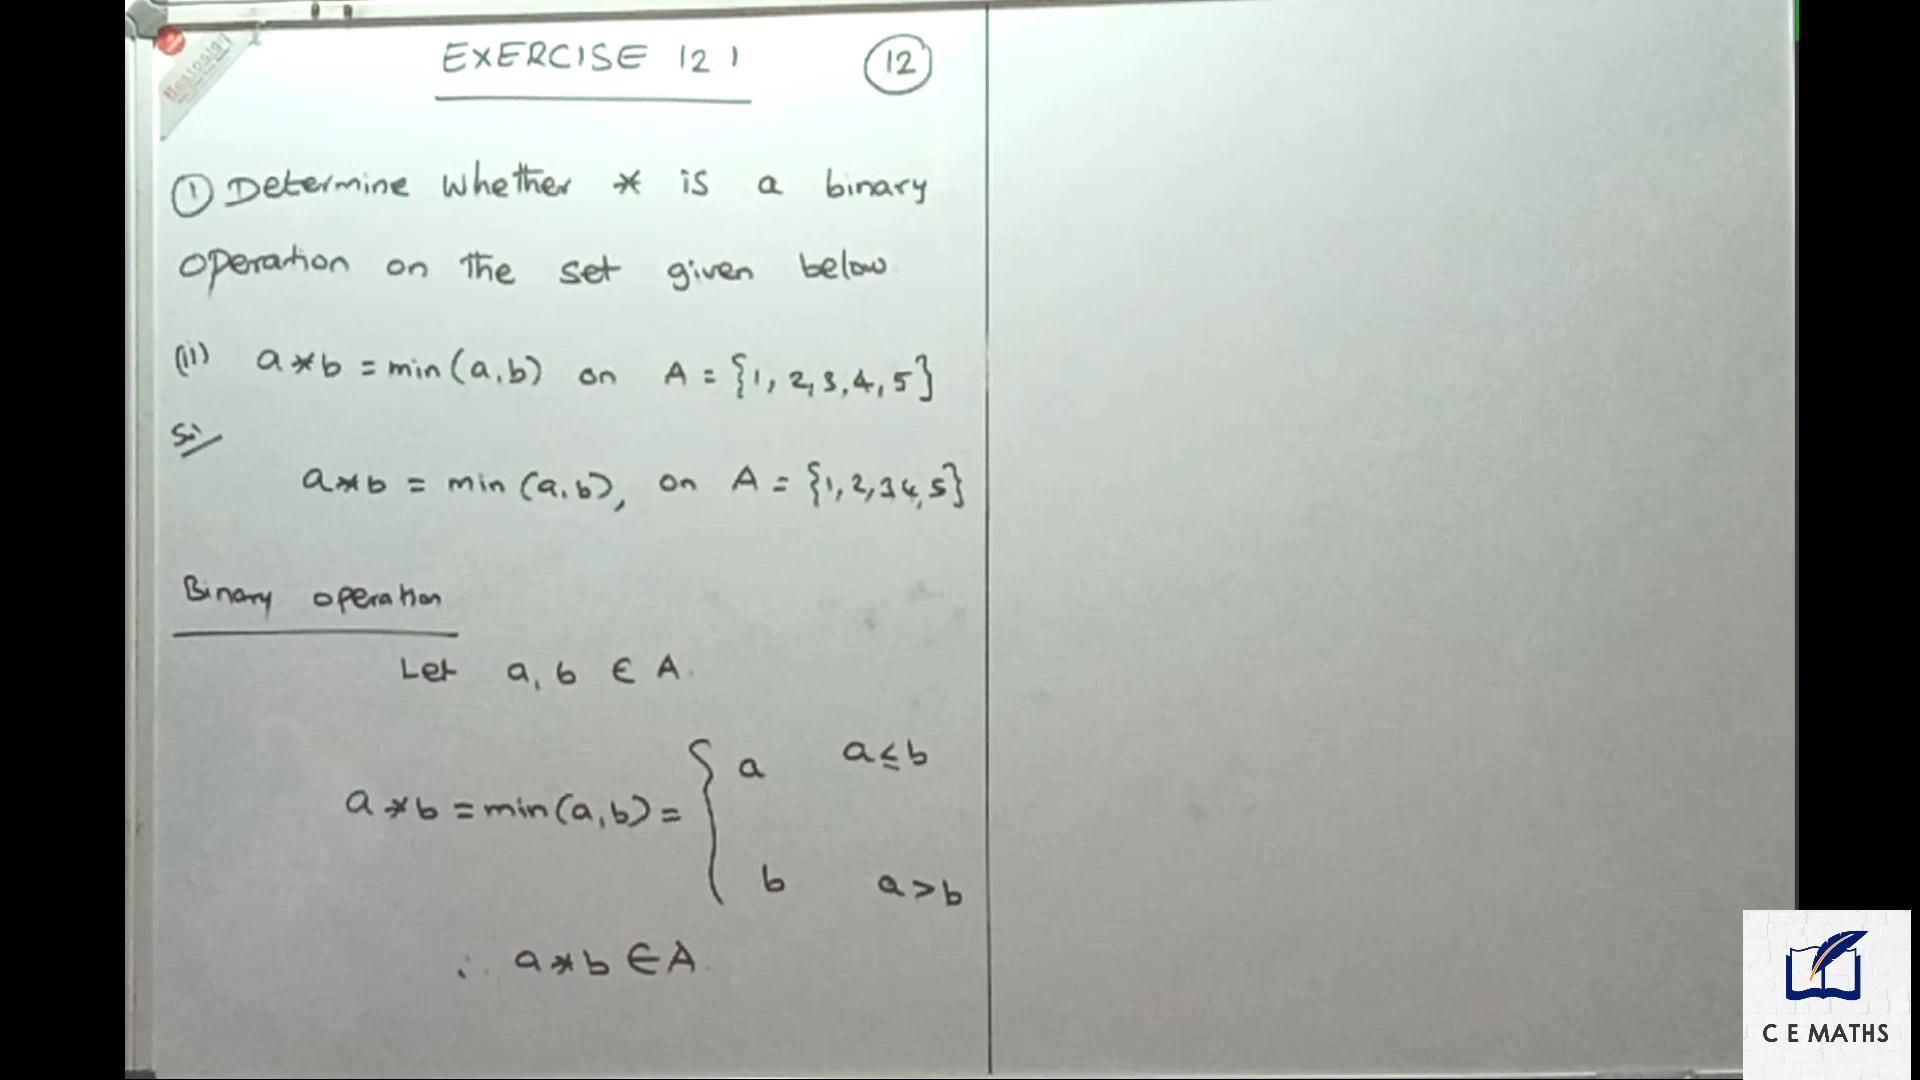 EXERCISE 12.1
12
① Determine whether * is a binary
operation on the set given below
(ii) a*b = min(a,b) on A = {1, 2, 3, 4, 5}
a*b = min(a,b), on A = {1, 2, 3 4, 5}
Binary operation
Let a, b ∈ A.
a*b = min(a,b) = { a a≤b
b a>b
∴ a*b ∈ A.
C E MATHS